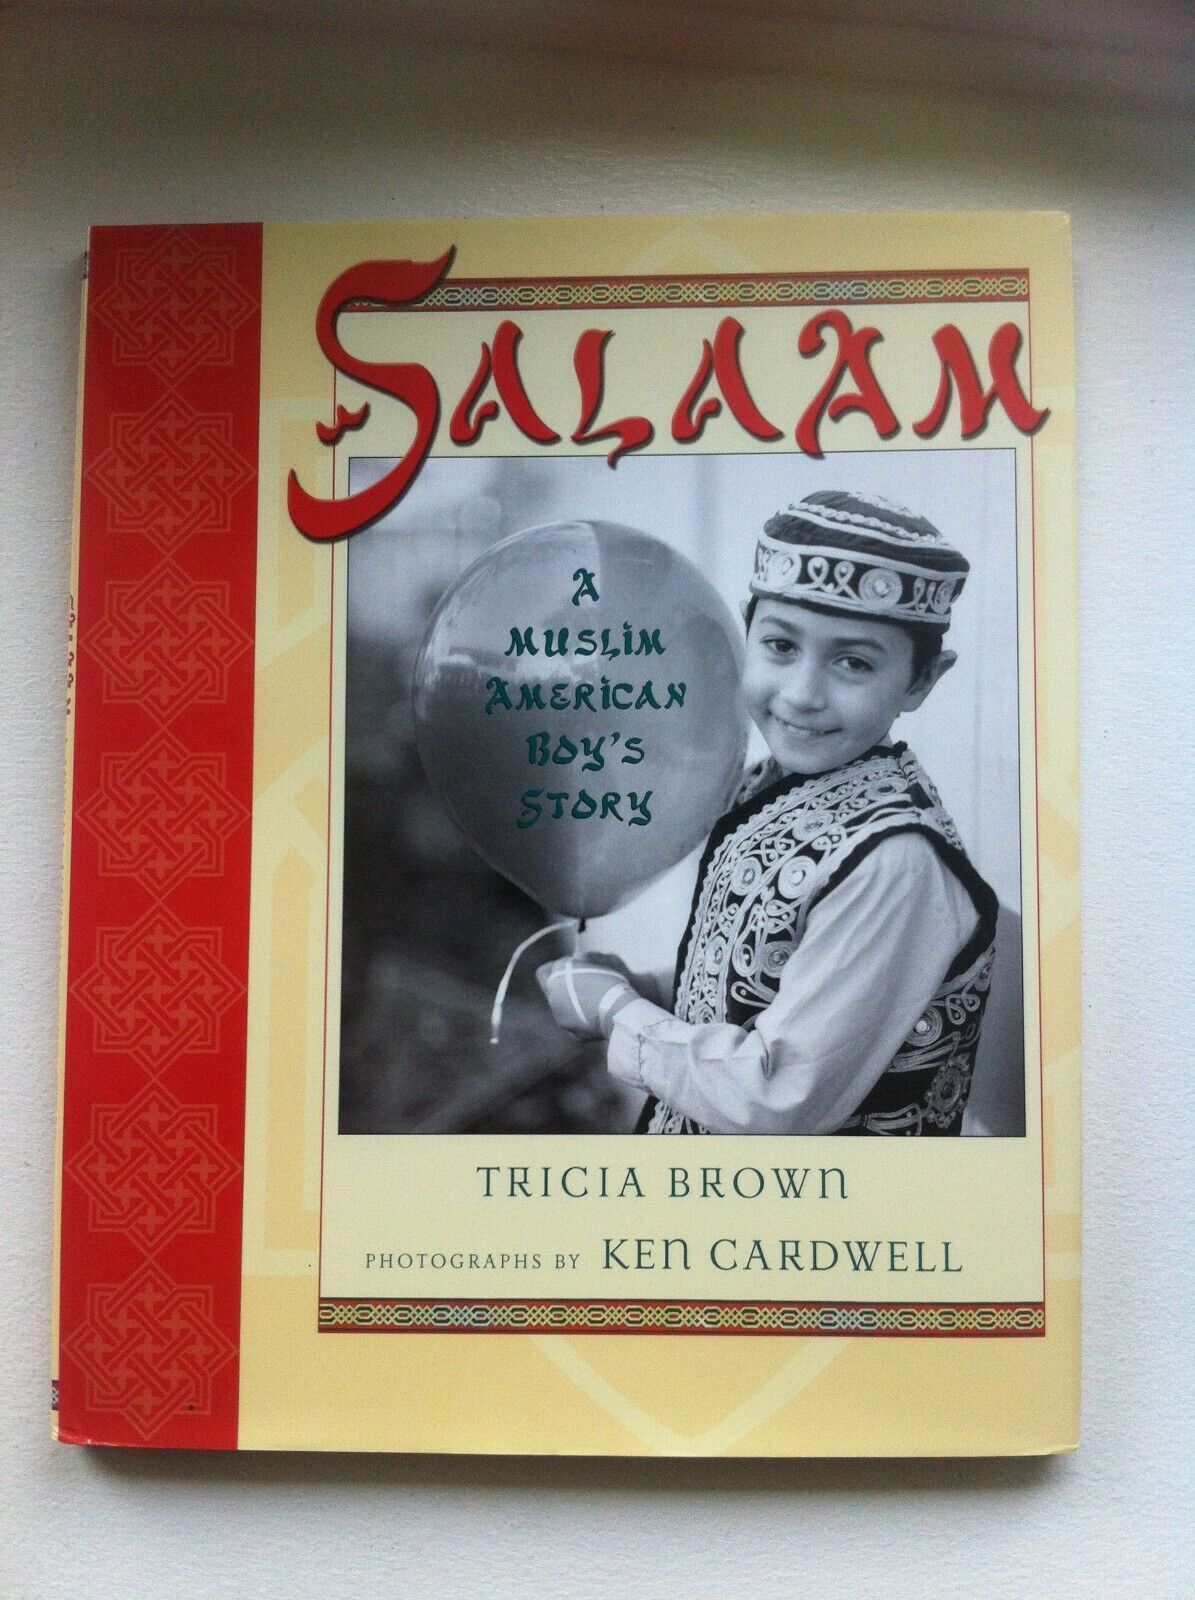 SALAAM
A
MUSLIM
AMERICAN
BOY'S
STORY
TRICIA BROWN
PHOTOGRAPHS BY KEN CARDWELL